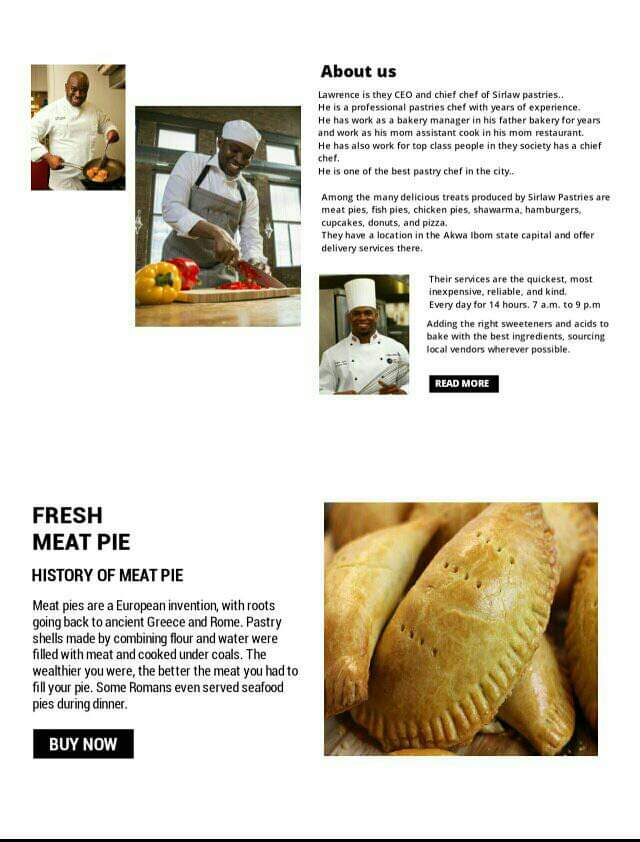 About us
Lawrence is they CEO and chief chef of Sirlaw pastries..
He is a professional pastries chef with years of experience.
He has work as a bakery manager in his father bakery for years
and work as his mom assistant cook in his mom restaurant.
He has also work for top class people in they society has a chief
chef.
He is one of the best pastry chef in the city..
Among the many delicious treats produced by Sirlaw Pastries are
meat pies, fish pies, chicken pies, shawarma, hamburgers,
cupcakes, donuts, and pizza.
They have a location in the Akwa Ibom state capital and offer
delivery services there.
Their services are the quickest, most
inexpensive, reliable, and kind.
Every day for 14 hours. 7 a.m. to 9 p.m
Adding the right sweeteners and acids to
bake with the best ingredients, sourcing
local vendors wherever possible.
READ MORE
FRESH
MEAT PIE
HISTORY OF MEAT PIE
Meat pies are a European invention, with roots
going back to ancient Greece and Rome. Pastry
shells made by combining flour and water were
filled with meat and cooked under coals. The
wealthier you were, the better the meat you had to
fill your pie. Some Romans even served seafood
pies during dinner.
BUY NOW